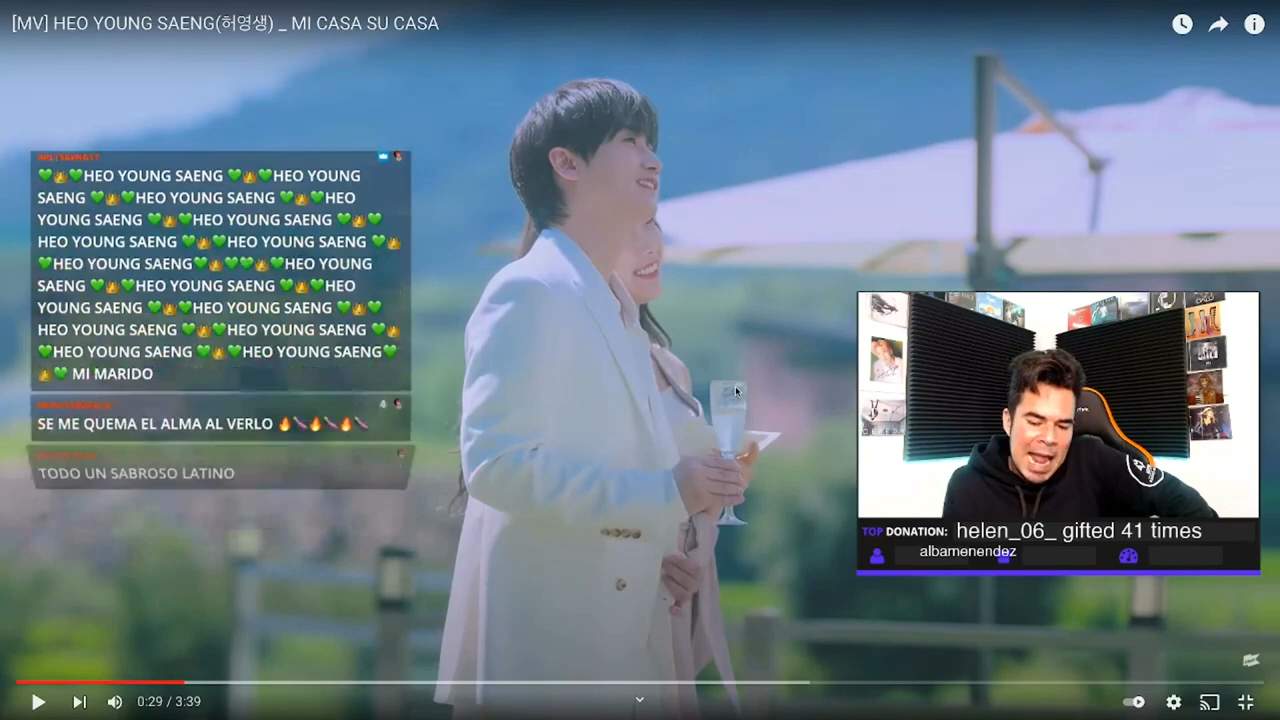 [MV] HEO YOUNG SAENG(허영생) _ MI CASA SU CASA
💚👑💚HEO YOUNG SAENG 💚👑💚HEO YOUNG
SAENG 💚👑💚HEO YOUNG SAENG 💚👑💚HEO
YOUNG SAENG 💚👑💚HEO YOUNG SAENG 💚👑💚
HEO YOUNG SAENG 💚👑💚HEO YOUNG SAENG 💚👑
💚HEO YOUNG SAENG💚👑💚💚👑💚HEO YOUNG
SAENG 💚👑💚HEO YOUNG SAENG 💚👑💚HEO
YOUNG SAENG 💚👑💚HEO YOUNG SAENG 💚👑💚
HEO YOUNG SAENG 💚👑💚HEO YOUNG SAENG 💚👑
💚HEO YOUNG SAENG 💚👑💚HEO YOUNG SAENG💚
👑💚 MI MARIDO
4
SE ME QUEMA EL ALMA AL VERLO 🔥🍆🔥🍆🔥🍆
TODO UN SABROSO LATINO
TOP DONATION: helen_06_ gifted 41 times
albamenendez
0:29 / 3:39